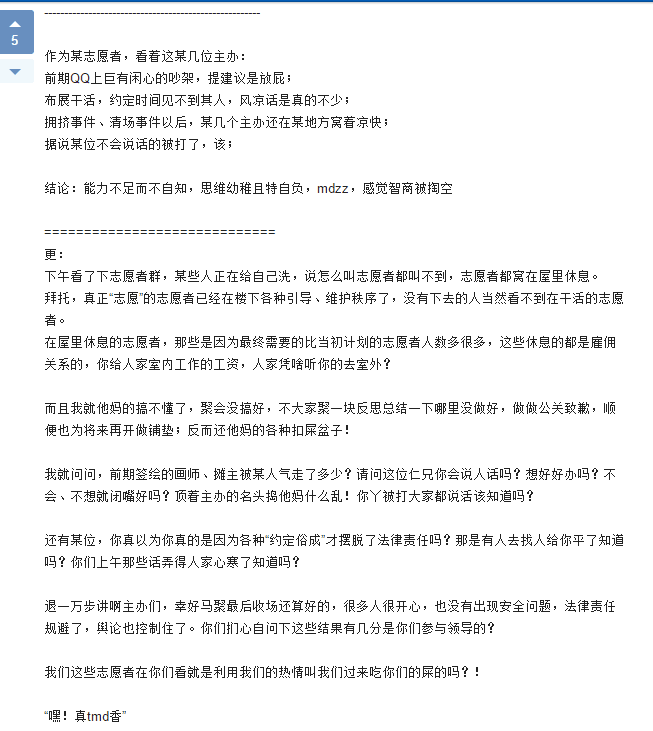 ------------------------------------------------------
5
作为某志愿者，看着这某几位主办：
前期QQ上巨有闲心的吵架，提建议是放屁；
布展干活，约定时间见不到其人，风凉话是真的不少；
拥挤事件、清场事件以后，某几个主办还在某地方窝着凉快；
据说某位不会说话的被打了，该；
结论：能力不足而不自知，思维幼稚且特自负，mdzz，感觉智商被掏空
==============================
更：
下午看了下志愿者群，某些人正在给自己洗，说怎么叫志愿者都叫不到，志愿者都窝在屋里休息。
拜托，真正“志愿”的志愿者已经在楼下各种引导、维护秩序了，没有下去的人当然看不到在干活的志愿
者。
在屋里休息的志愿者，那些是因为最终需要的比当初计划的志愿者人数多很多，这些休息的都是雇佣
关系的，你给人家室内工作的工资，人家凭啥听你的去室外？
而且我就他妈的搞不懂了，聚会没搞好，不大家聚一块反思总结一下哪里没做好，做做公关致歉，顺
便也为将来再开做铺垫；反而还他妈的各种扣屎盆子！
我就问问，前期签绘的画师、摊主被某人气走了多少？请问这位仁兄你会说人话吗？想好好办吗？不
会、不想就闭嘴好吗？顶着主办的名头捣他妈什么乱！你丫被打大家都说活该知道吗？
还有某位，你真以为你真的是因为各种“约定俗成”才摆脱了法律责任吗？那是有人去找人给你平了知道
吗？你们上午那些话弄得人家心寒了知道吗？
退一万步讲啊主办们，幸好马聚最后收场还算好的，很多人很开心，也没有出现安全问题，法律责任
规避了，舆论也控制住了。你们扪心自问下这些结果有几分是你们参与领导的？
我们这些志愿者在你们看就是利用我们的热情叫我们过来吃你们的屎的吗？！
“嘿！真tmd香”